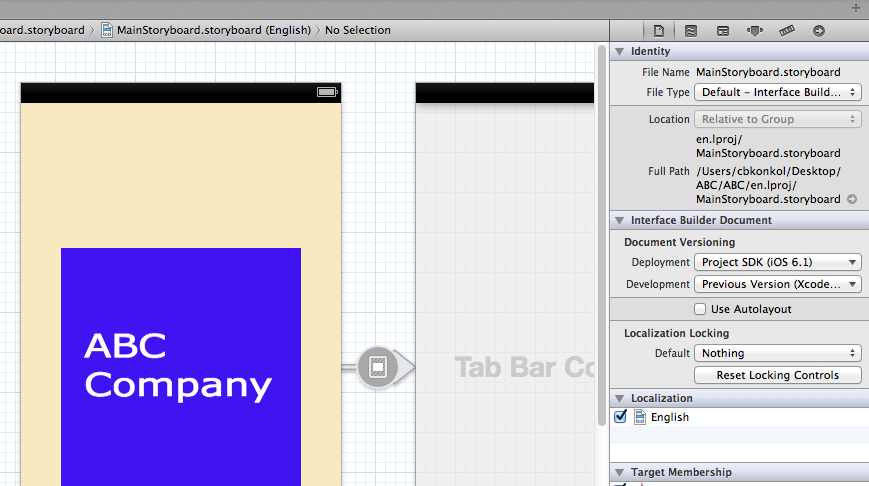 oard.storyboard MainStoryboard.storyboard (English) No Selection
ABC
Company
Tab Bar Co
Identity
File Name MainStoryboard.storyboard
File Type Default - Interface Build...
Location Relative to Group
en.lproj/
MainStoryboard.storyboard
Full Path /Users/cbkonkol/Desktop/
ABC/ABC/en.lproj/
MainStoryboard.storyboard
Interface Builder Document
Document Versioning
Deployment Project SDK (iOS 6.1)
Development Previous Version (Xcode...
Use Autolayout
Localization Locking
Default Nothing
Reset Locking Controls
Localization
English
Target Membership